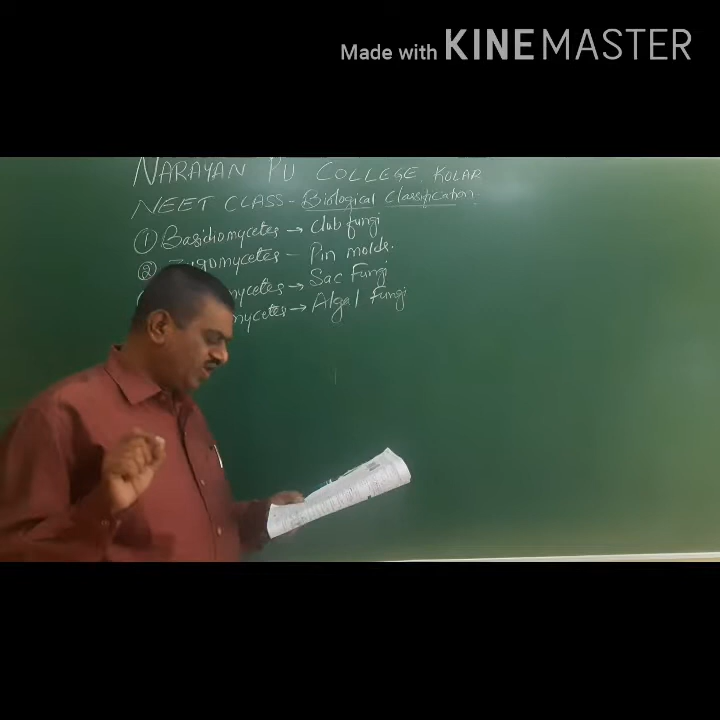 Made with KINEMASTER
NARAYAN PU COLLEGE. KOLAR
NEET CLASS - Biological Classification.
① Basidiomycetes → Club fungi
② mycetes - Pin molds.
mycetes → Sac Fungi
mycetes → Algal Fungi